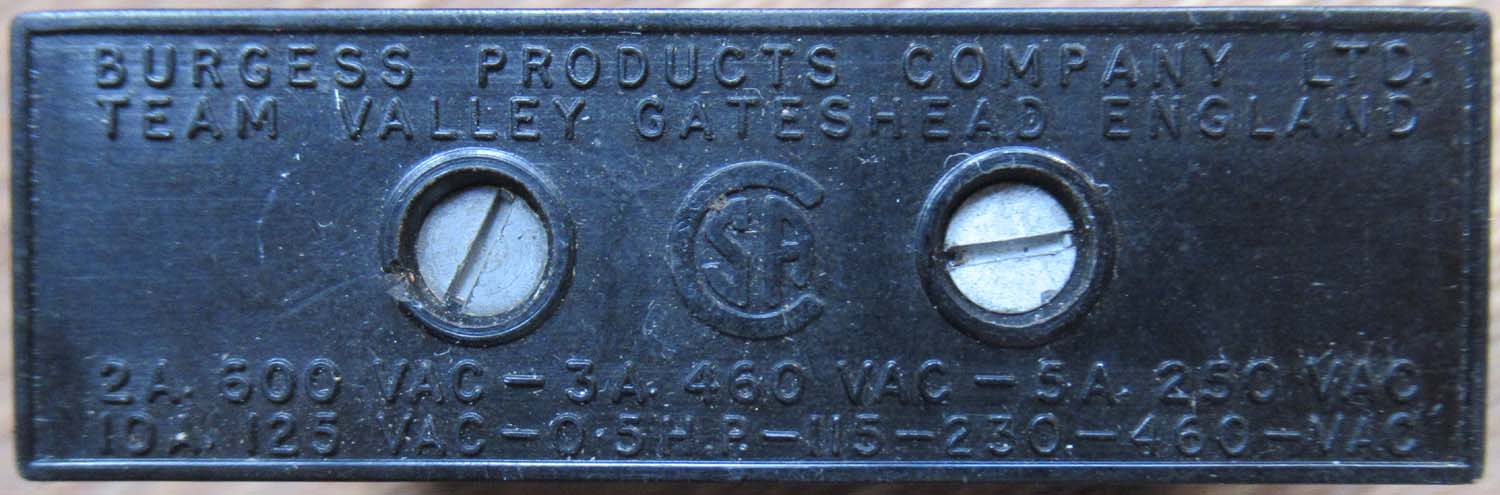 BURGESS PRODUCTS COMPANY LTD.
TEAM VALLEY GATESHEAD ENGLAND
CSA
2A. 600 VAC – 3A. 460 VAC – 5A. 250 VAC
10A. 125 VAC – 0.5 H.P. – 115 – 230 – 460 – VAC